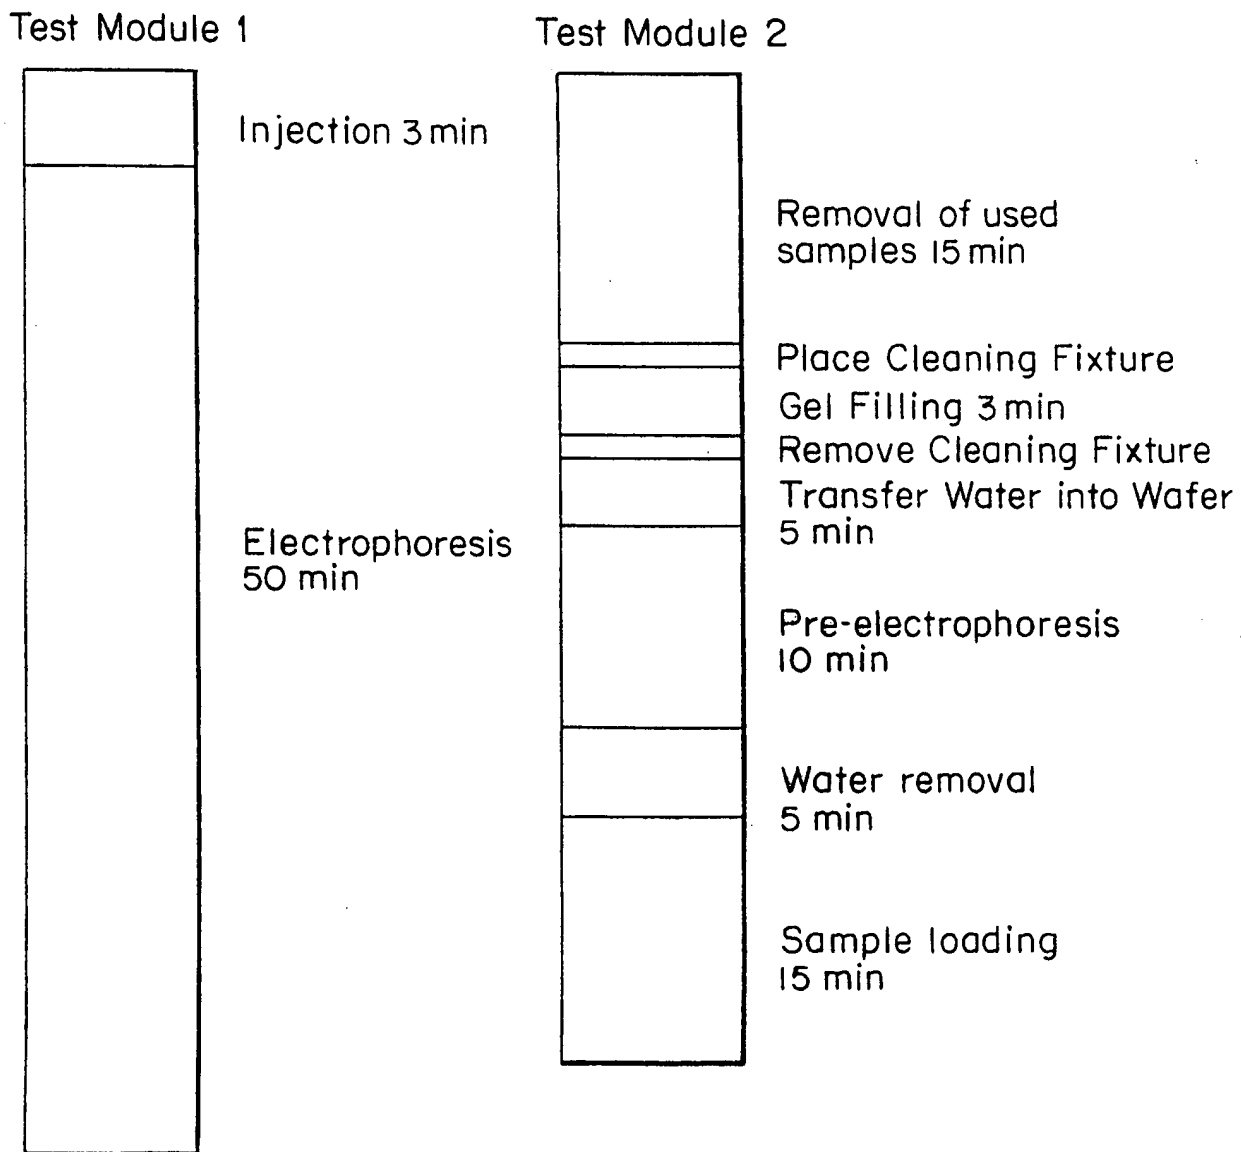 Test Module 1
Injection 3 min
Electrophoresis
50 min
Test Module 2
Removal of used
samples 15 min
Place Cleaning Fixture
Gel Filling 3 min
Remove Cleaning Fixture
Transfer Water into Wafer
5 min
Pre-electrophoresis
10 min
Water removal
5 min
Sample loading
15 min